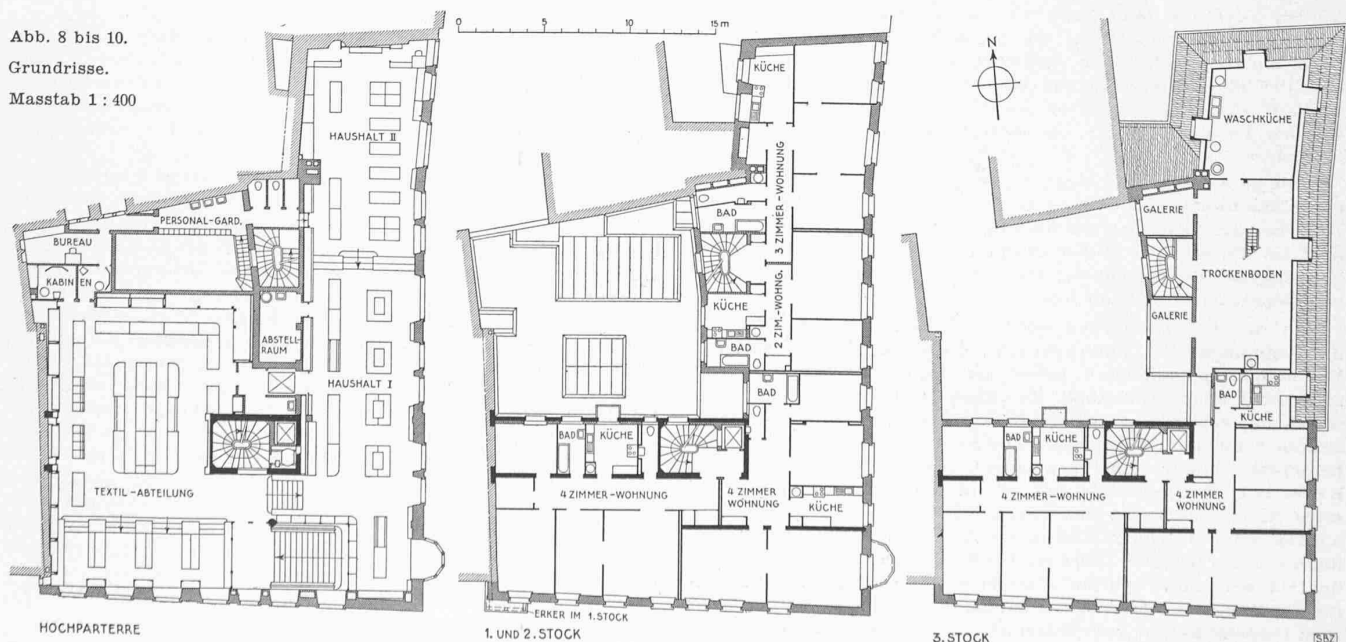 Abb. 8 bis 10.
Grundrisse.
Masstab 1 : 400
0 5 10 15 m
N
HAUSHALT II
PERSONAL-GARD.
BUREAU
KABIN EN
ABSTELL-
RAUM
HAUSHALT I
TEXTIL-ABTEILUNG
HOCHPARTERRE
KÜCHE
3 ZIMMER-WOHNUNG
BAD
2 ZIM.-WOHNG.
KÜCHE
BAD
BAD
BAD
KÜCHE
4 ZIMMER-WOHNUNG
4 ZIMMER
WOHNUNG
KÜCHE
ERKER IM 1.STOCK
1. UND 2. STOCK
WASCHKÜCHE
GALERIE
TROCKENBODEN
GALERIE
BAD
KÜCHE
BAD
KÜCHE
4 ZIMMER-WOHNUNG
4 ZIMMER
WOHNUNG
3. STOCK
[SBZ]